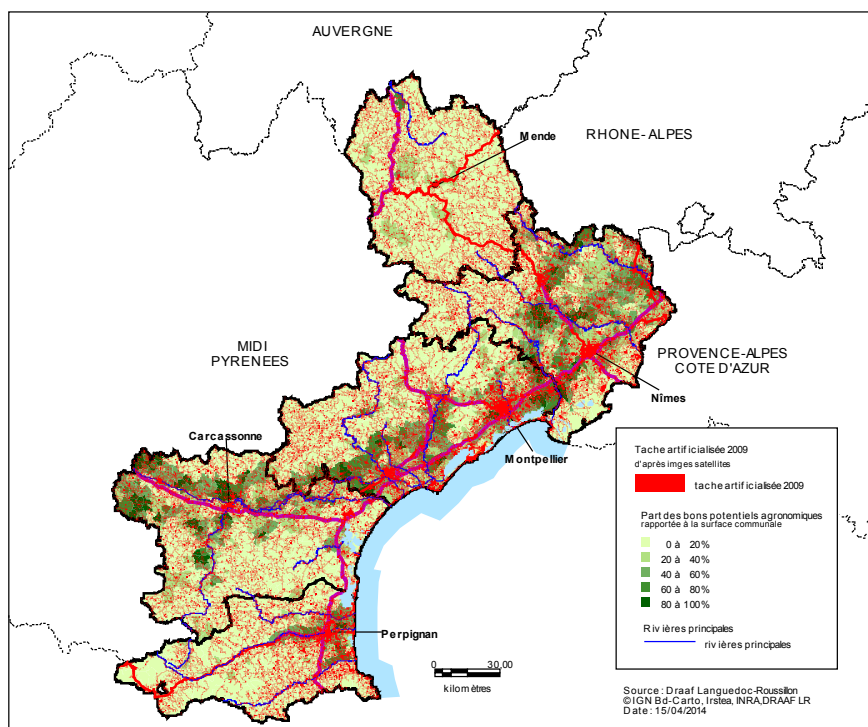 AUVERGNE
Mende
RHONE-ALPES
MIDI
PYRENEES
PROVENCE-ALPES
COTE D'AZUR
Nîmes
Carcassonne
Montpellier
Perpignan
0 30,00
kilomètres
Tache artificialisée 2009
d'après imges satellites
tache artificialisée 2009
Part des bons potentiels agronomiques
rapportée à la surface communale
0 à 20%
20 à 40%
40 à 60%
60 à 80%
80 à 100%
Rivières principales
rivières principales
Source : Draaf Languedoc-Roussillon
© IGN Bd-Carto, Irstea, INRA,DRAAF LR
Date : 15/04/2014